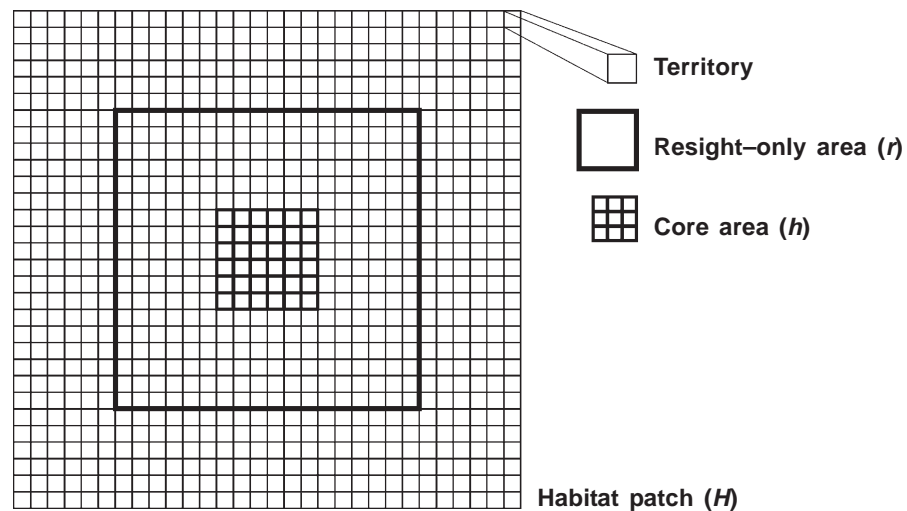 Territory
Resight–only area (r)
Core area (h)
Habitat patch (H)